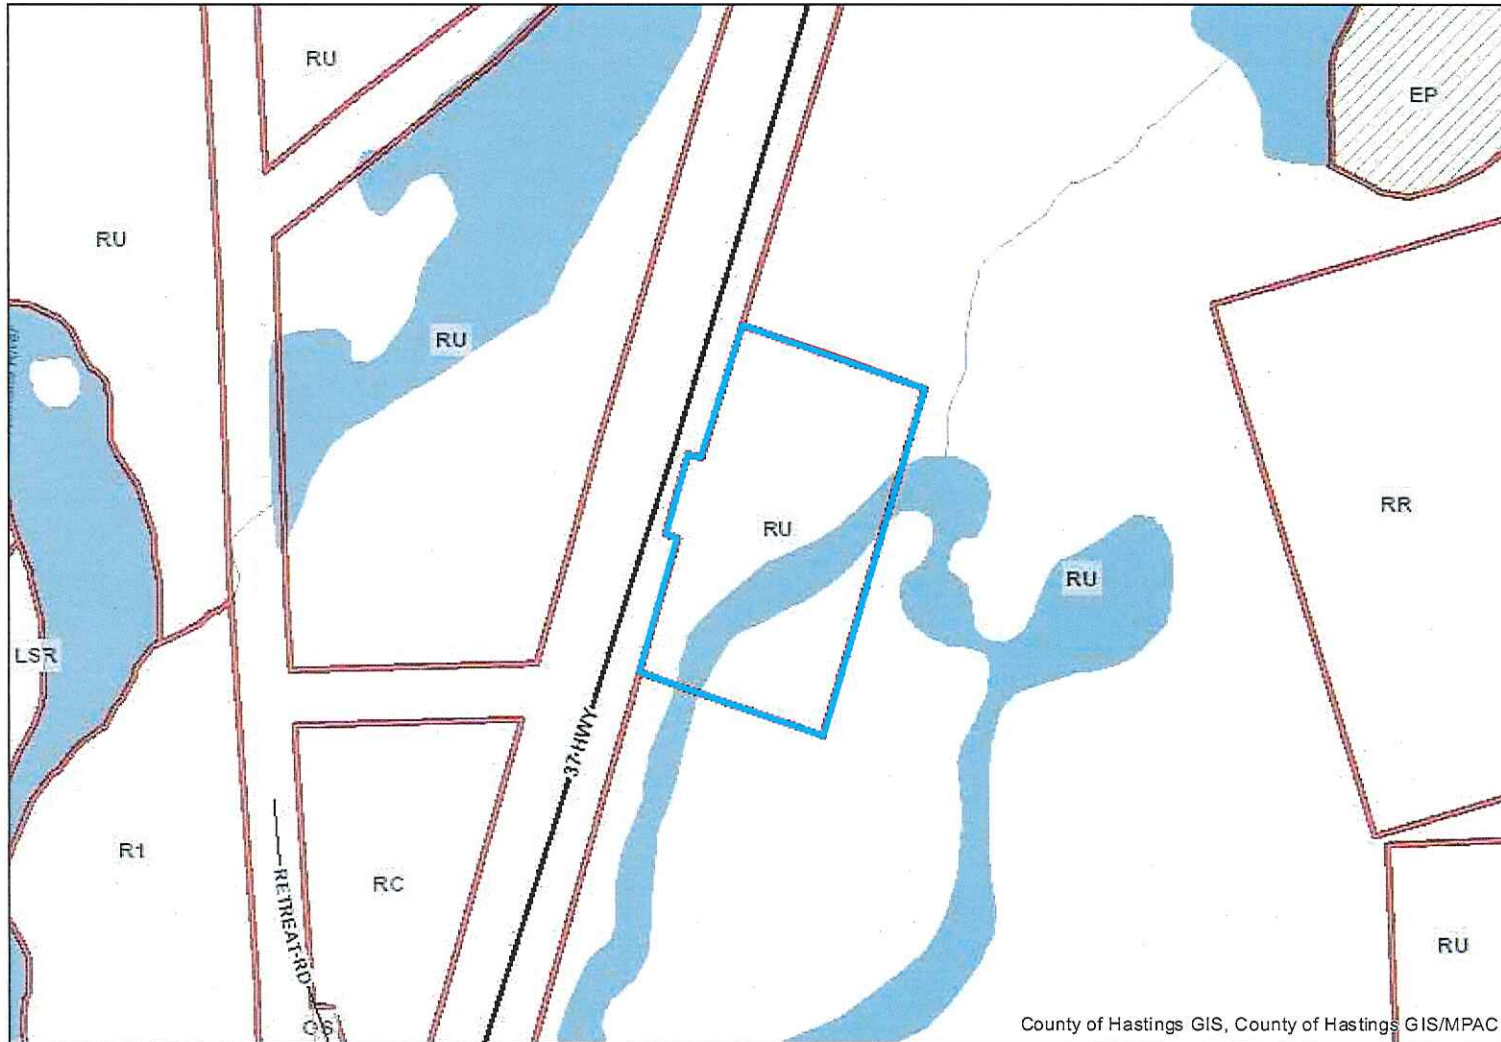 RU
EP
RU
RU
RR
RU
RU
LSR
37-HWY
R1
RC
RETREAT-RD
RU
County of Hastings GIS, County of Hastings GIS/MPAC